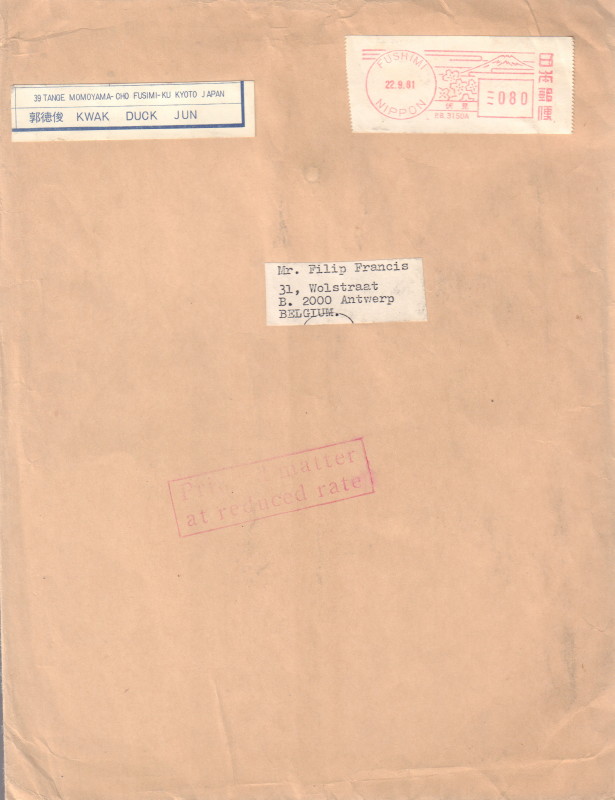 39 TANGE MOMOYAMA-CHO FUSIMI-KU KYOTO JAPAN
郭徳俊 KWAK DUCK JUN
FUSHIMI
22.9.81
NIPPON
080
日本郵便
Mr. Filip Francis
31, Wolstraat
B. 2000 Antwerp
BELGIUM.
matter
at reduced rate